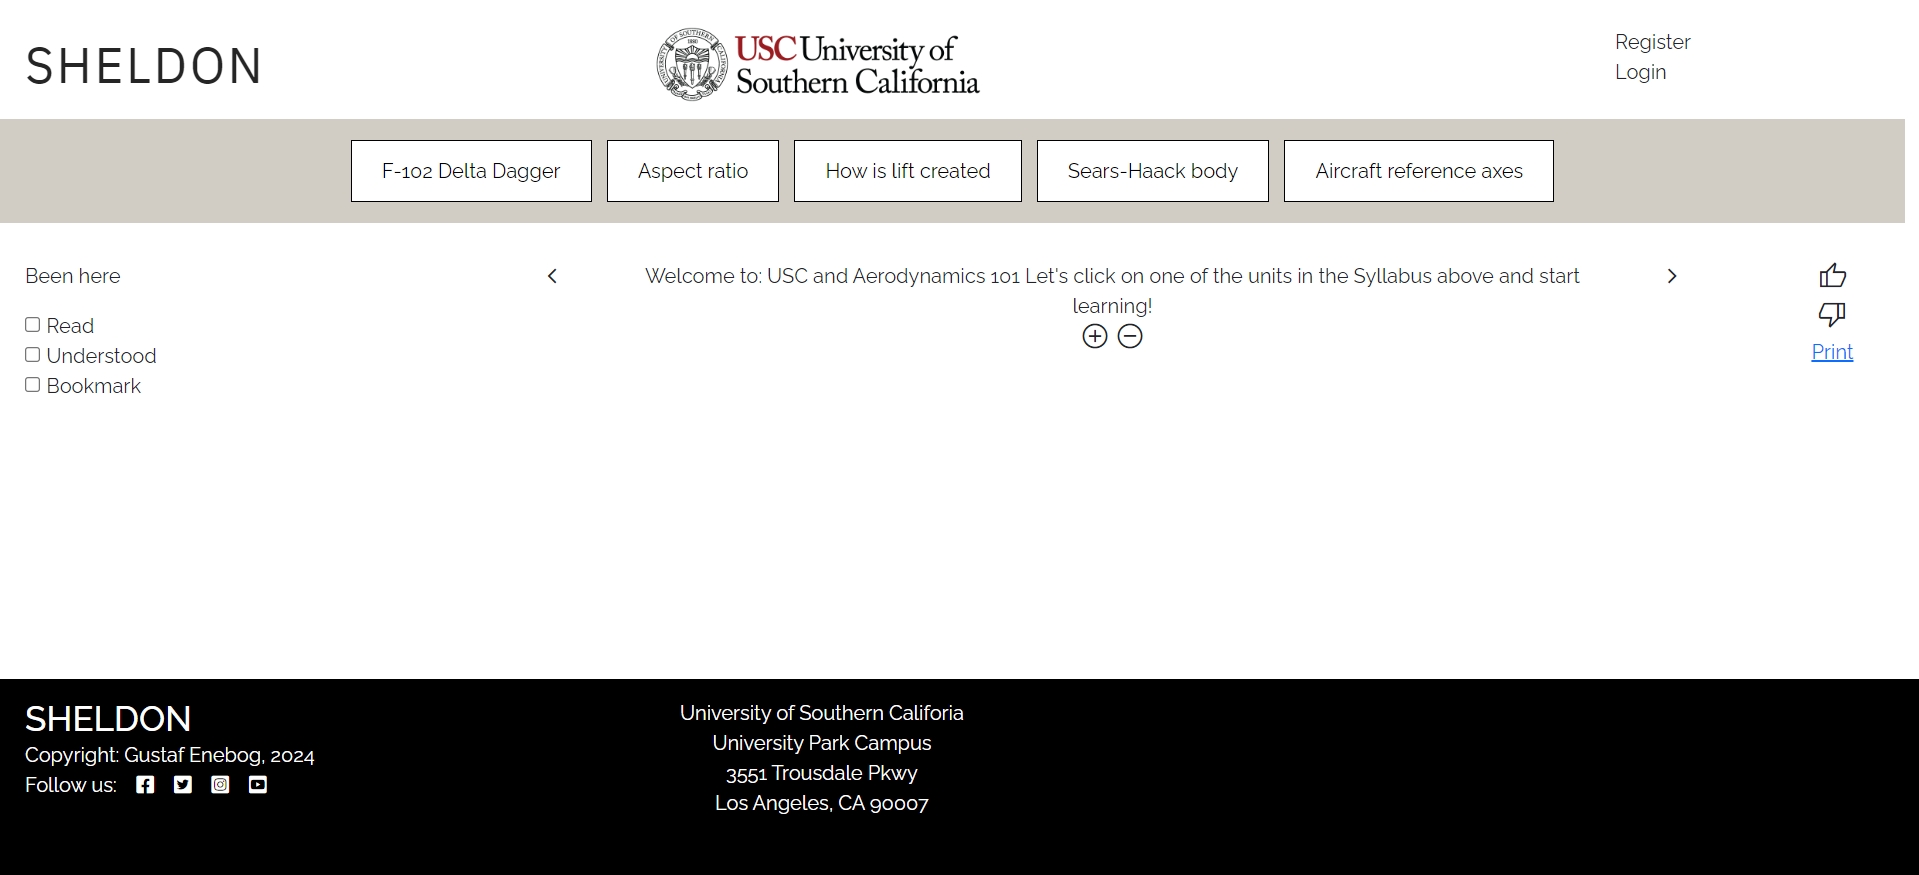 SHELDON
USC University of
Southern California
Register
Login
F-102 Delta Dagger
Aspect ratio
How is lift created
Sears-Haack body
Aircraft reference axes
Been here
Read
Understood
Bookmark
Welcome to: USC and Aerodynamics 101 Let's click on one of the units in the Syllabus above and start
learning!
Print
SHELDON
Copyright: Gustaf Enebog, 2024
Follow us:
University of Southern Califoria
University Park Campus
3551 Trousdale Pkwy
Los Angeles, CA 90007